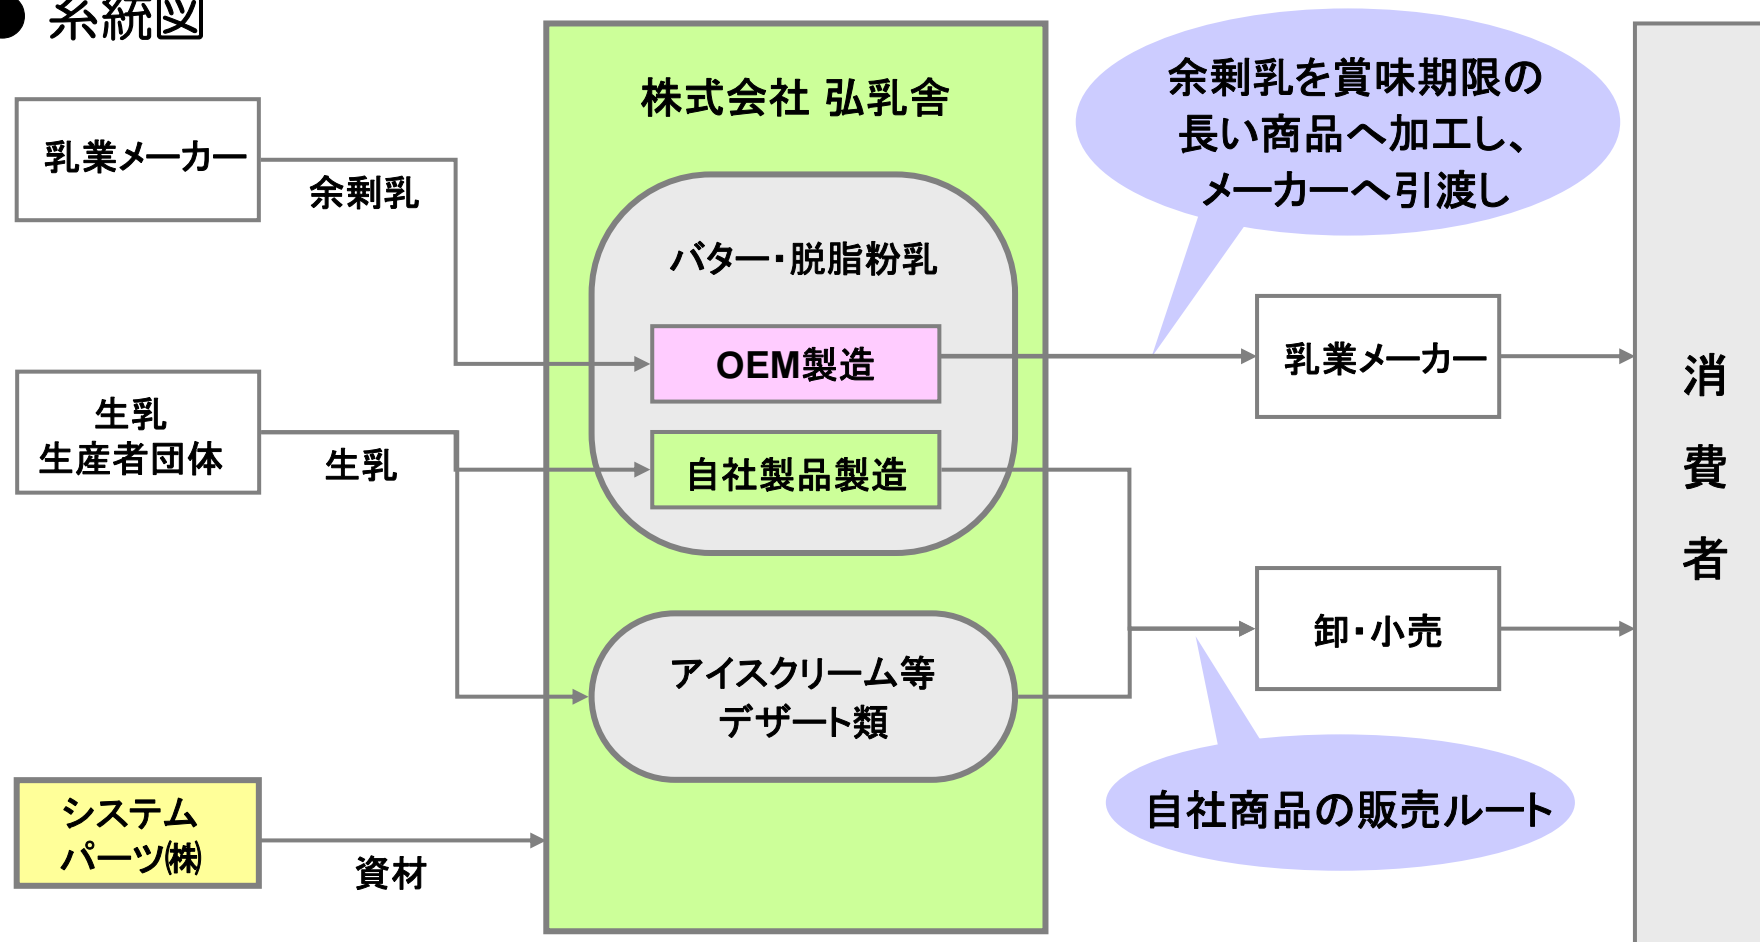 ● 系統図
乳業メーカー
余剰乳
生乳
生産者団体
生乳
システム
パーツ㈱
資材
株式会社 弘乳舎
バター・脱脂粉乳
OEM製造
自社製品製造
アイスクリーム等
デザート類
余剰乳を賞味期限の
長い商品へ加工し、
メーカーへ引渡し
乳業メーカー
卸・小売
自社商品の販売ルート
消
費
者